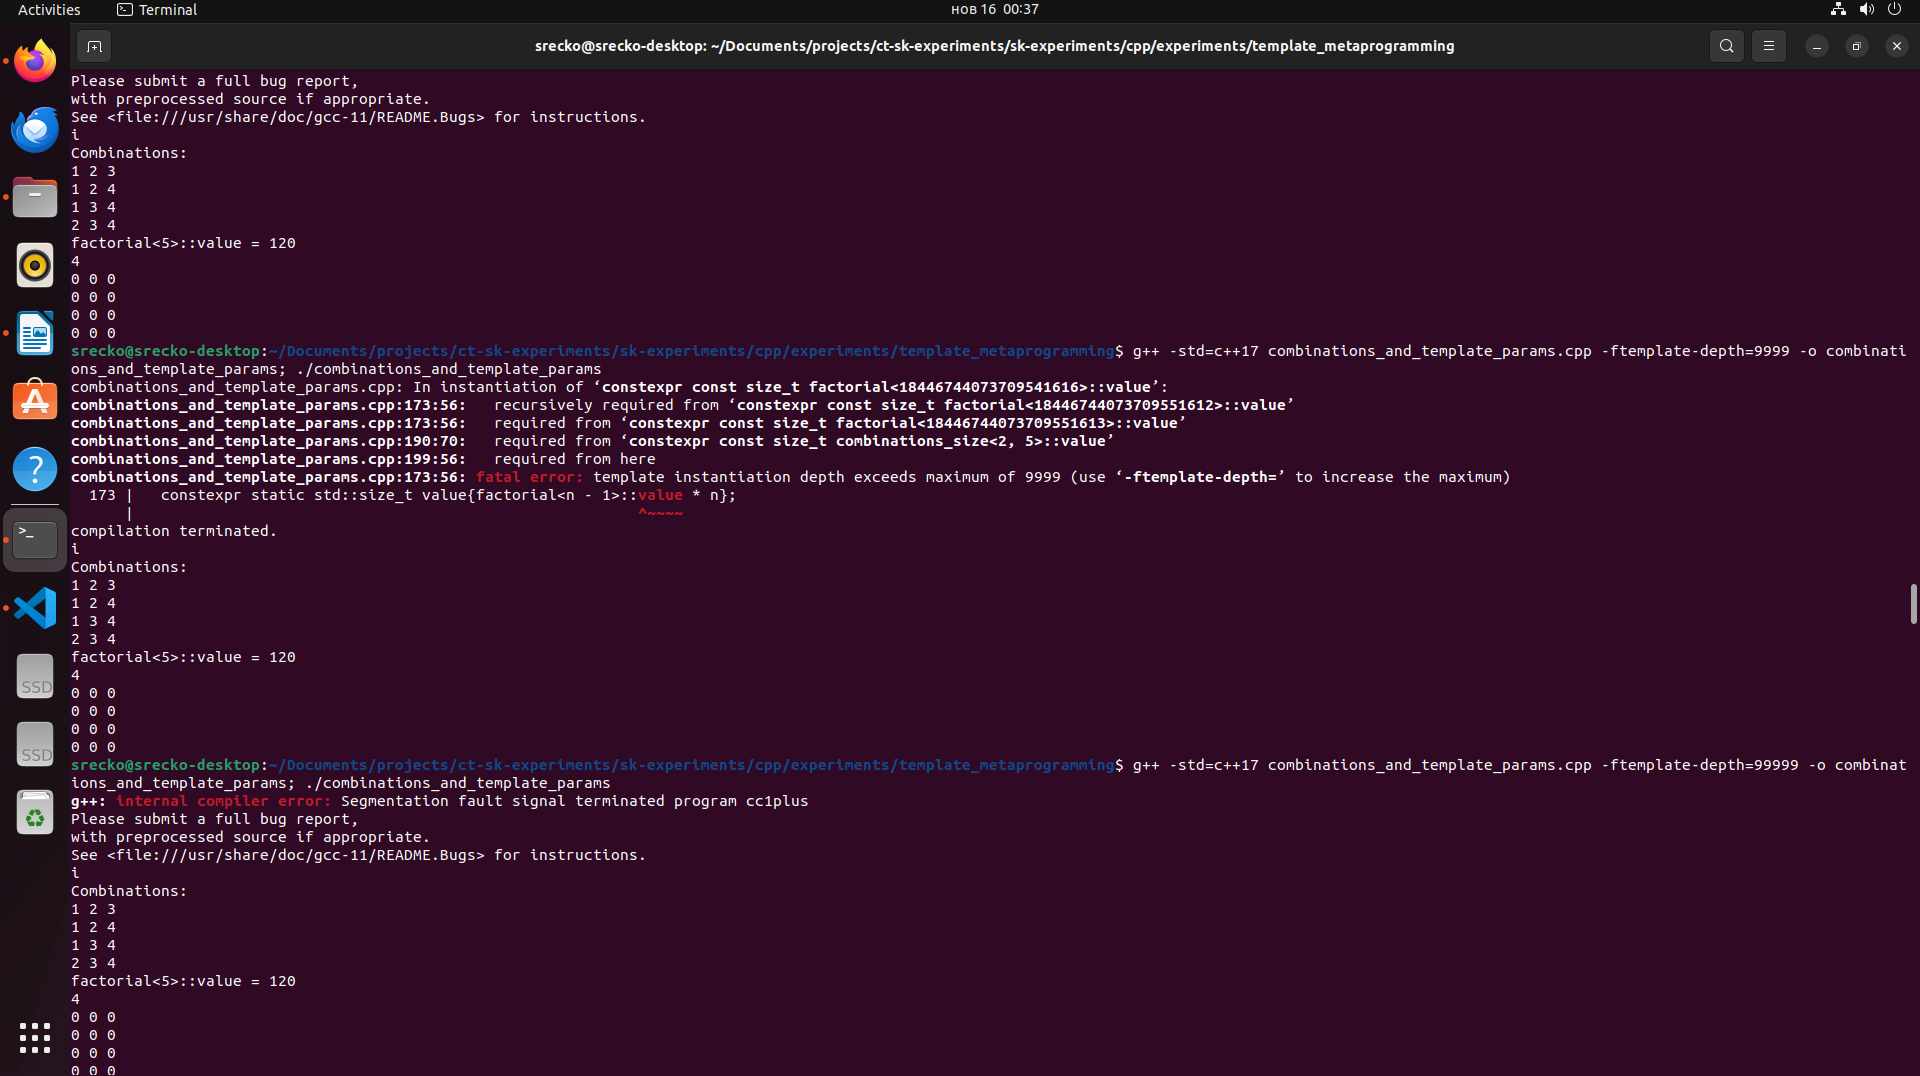 Activities
Terminal
нов 16 00:37
srecko@srecko-desktop: ~/Documents/projects/ct-sk-experiments/sk-experiments/cpp/experiments/template_metaprogramming
Please submit a full bug report,
with preprocessed source if appropriate.
See <file:///usr/share/doc/gcc-11/README.Bugs> for instructions.
i
Combinations:
1 2 3
1 2 4
1 3 4
2 3 4
factorial<5>::value = 120
4
0 0 0
0 0 0
0 0 0
0 0 0
srecko@srecko-desktop:~/Documents/projects/ct-sk-experiments/sk-experiments/cpp/experiments/template_metaprogramming$ g++ -std=c++17 combinations_and_template_params.cpp -ftemplate-depth=9999 -o combinati
ons_and_template_params; ./combinations_and_template_params
combinations_and_template_params.cpp: In instantiation of ‘constexpr const size_t factorial<18446744073709541616>::value’:
combinations_and_template_params.cpp:173:56:   recursively required from ‘constexpr const size_t factorial<18446744073709551612>::value’
combinations_and_template_params.cpp:173:56:   required from ‘constexpr const size_t factorial<18446744073709551613>::value’
combinations_and_template_params.cpp:190:70:   required from ‘constexpr const size_t combinations_size<2, 5>::value’
combinations_and_template_params.cpp:199:56:   required from here
combinations_and_template_params.cpp:173:56: fatal error: template instantiation depth exceeds maximum of 9999 (use ‘-ftemplate-depth=’ to increase the maximum)
  173 |   constexpr static std::size_t value{factorial<n - 1>::value * n};
      |                                                        ^~~~~
compilation terminated.
i
Combinations:
1 2 3
1 2 4
1 3 4
2 3 4
factorial<5>::value = 120
4
0 0 0
0 0 0
0 0 0
0 0 0
srecko@srecko-desktop:~/Documents/projects/ct-sk-experiments/sk-experiments/cpp/experiments/template_metaprogramming$ g++ -std=c++17 combinations_and_template_params.cpp -ftemplate-depth=99999 -o combinat
ions_and_template_params; ./combinations_and_template_params
g++: internal compiler error: Segmentation fault signal terminated program cc1plus
Please submit a full bug report,
with preprocessed source if appropriate.
See <file:///usr/share/doc/gcc-11/README.Bugs> for instructions.
i
Combinations:
1 2 3
1 2 4
1 3 4
2 3 4
factorial<5>::value = 120
4
0 0 0
0 0 0
0 0 0
0 0 0
>_
SSD
SSD